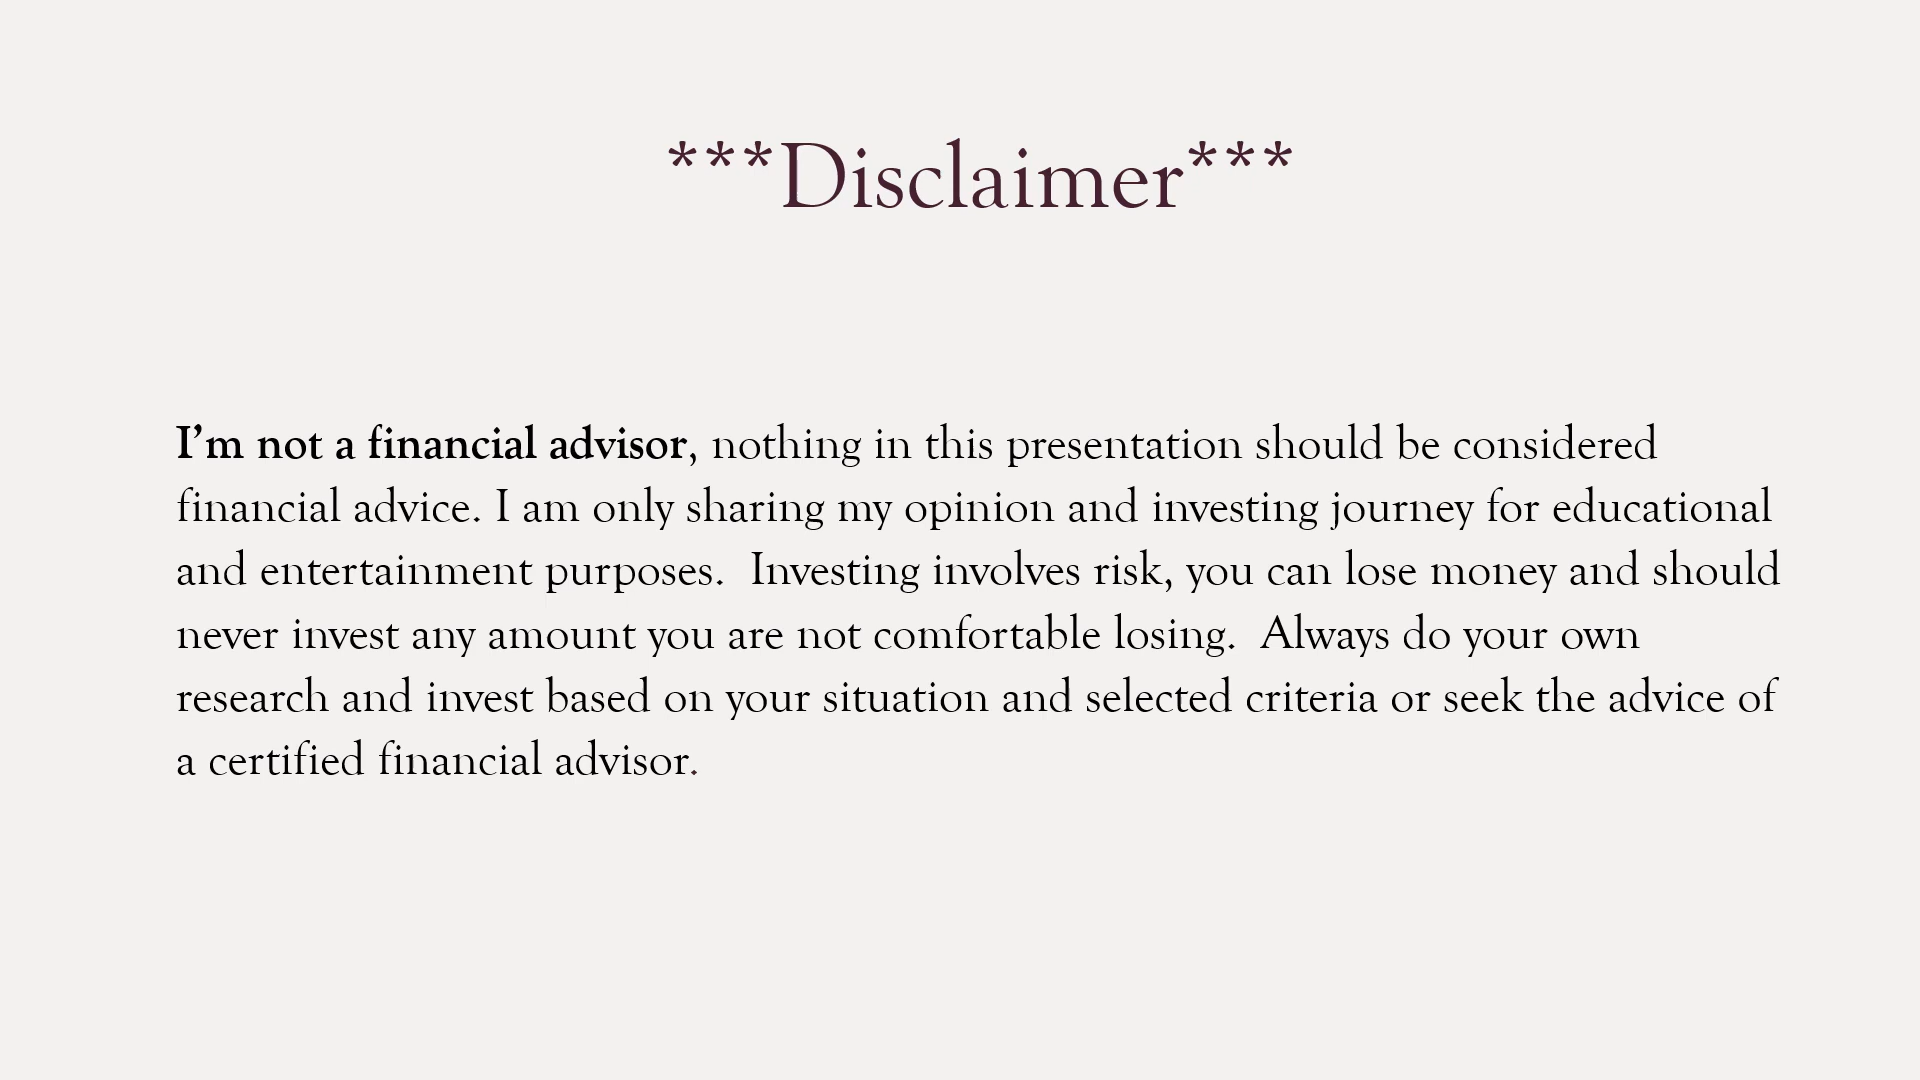 ***Disclaimer***
I’m not a financial advisor, nothing in this presentation should be considered
financial advice. I am only sharing my opinion and investing journey for educational
and entertainment purposes.  Investing involves risk, you can lose money and should
never invest any amount you are not comfortable losing.  Always do your own
research and invest based on your situation and selected criteria or seek the advice of
a certified financial advisor.